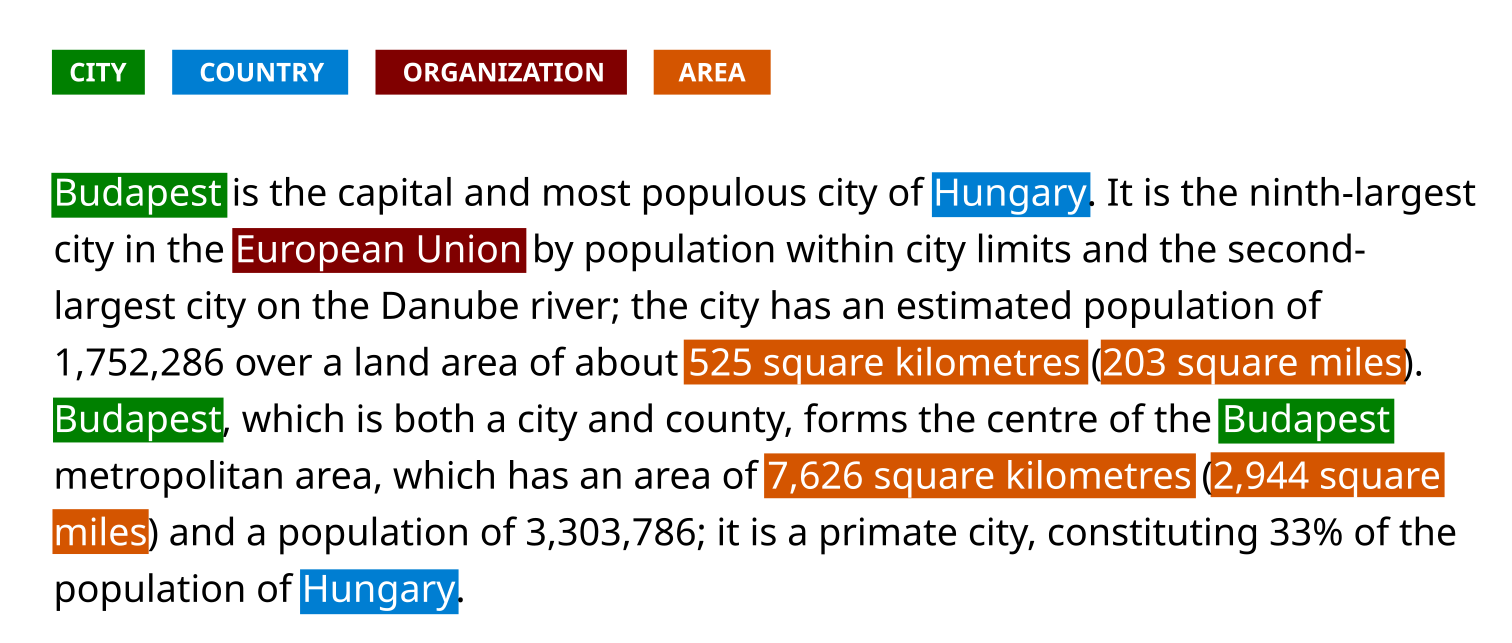 CITY COUNTRY ORGANIZATION AREA
Budapest is the capital and most populous city of Hungary. It is the ninth-largest
city in the European Union by population within city limits and the second-
largest city on the Danube river; the city has an estimated population of
1,752,286 over a land area of about 525 square kilometres (203 square miles).
Budapest, which is both a city and county, forms the centre of the Budapest
metropolitan area, which has an area of 7,626 square kilometres (2,944 square
miles) and a population of 3,303,786; it is a primate city, constituting 33% of the
population of Hungary.